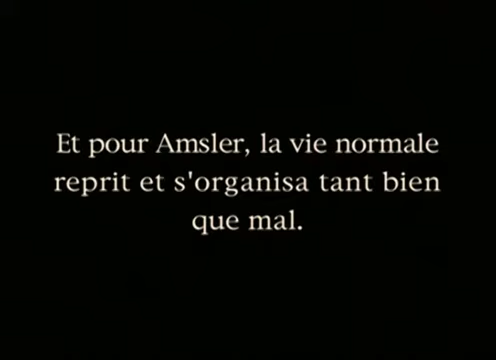 Et pour Amsler, la vie normale
reprit et s'organisa tant bien
que mal.